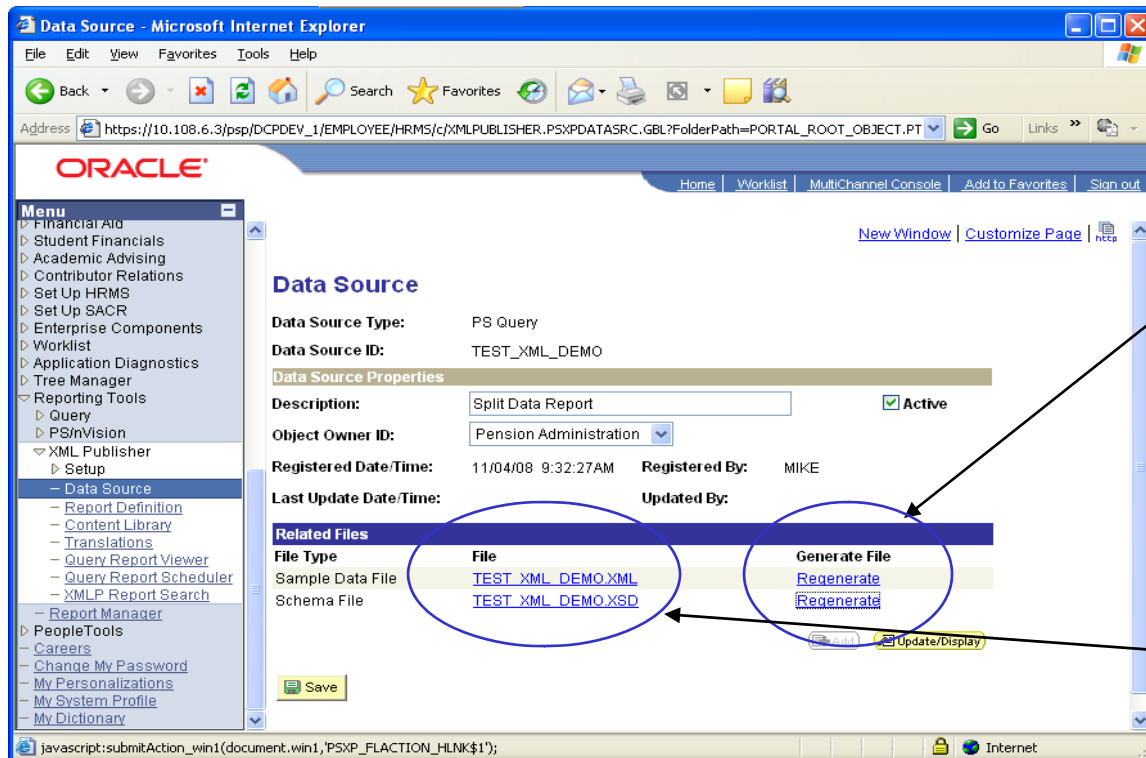 Data Source - Microsoft Internet Explorer
File Edit View Favorites Tools Help
Back Search Favorites
Address https://10.108.6.3/psp/DCPDEV_1/EMPLOYEE/HRMS/c/XMLPUBLISHER.PSXPDATASRC.GBL?FolderPath=PORTAL_ROOT_OBJECT.PT Go Links »
ORACLE
Home Worklist MultiChannel Console Add to Favorites Sign out
Menu
Financial Aid
Student Financials
Academic Advising
Contributor Relations
Set Up HRMS
Set Up SACR
Enterprise Components
Worklist
Application Diagnostics
Tree Manager
Reporting Tools
Query
PS/nVision
XML Publisher
Setup
– Data Source
– Report Definition
– Content Library
– Translations
– Query Report Viewer
– Query Report Scheduler
– XMLP Report Search
– Report Manager
PeopleTools
– Careers
– Change My Password
– My Personalizations
– My System Profile
– My Dictionary
New Window | Customize Page | http
Data Source
Data Source Type: PS Query
Data Source ID: TEST_XML_DEMO
Data Source Properties
Description: Split Data Report Active
Object Owner ID: Pension Administration
Registered Date/Time: 11/04/08 9:32:27AM Registered By: MIKE
Last Update Date/Time: Updated By:
Related Files
File Type File Generate File
Sample Data File TEST_XML_DEMO.XML Regenerate
Schema File TEST_XML_DEMO.XSD Regenerate
Add Update/Display
Save
javascript:submitAction_win1(document.win1,'PSXP_FLACTION_HLNK$1'); Internet